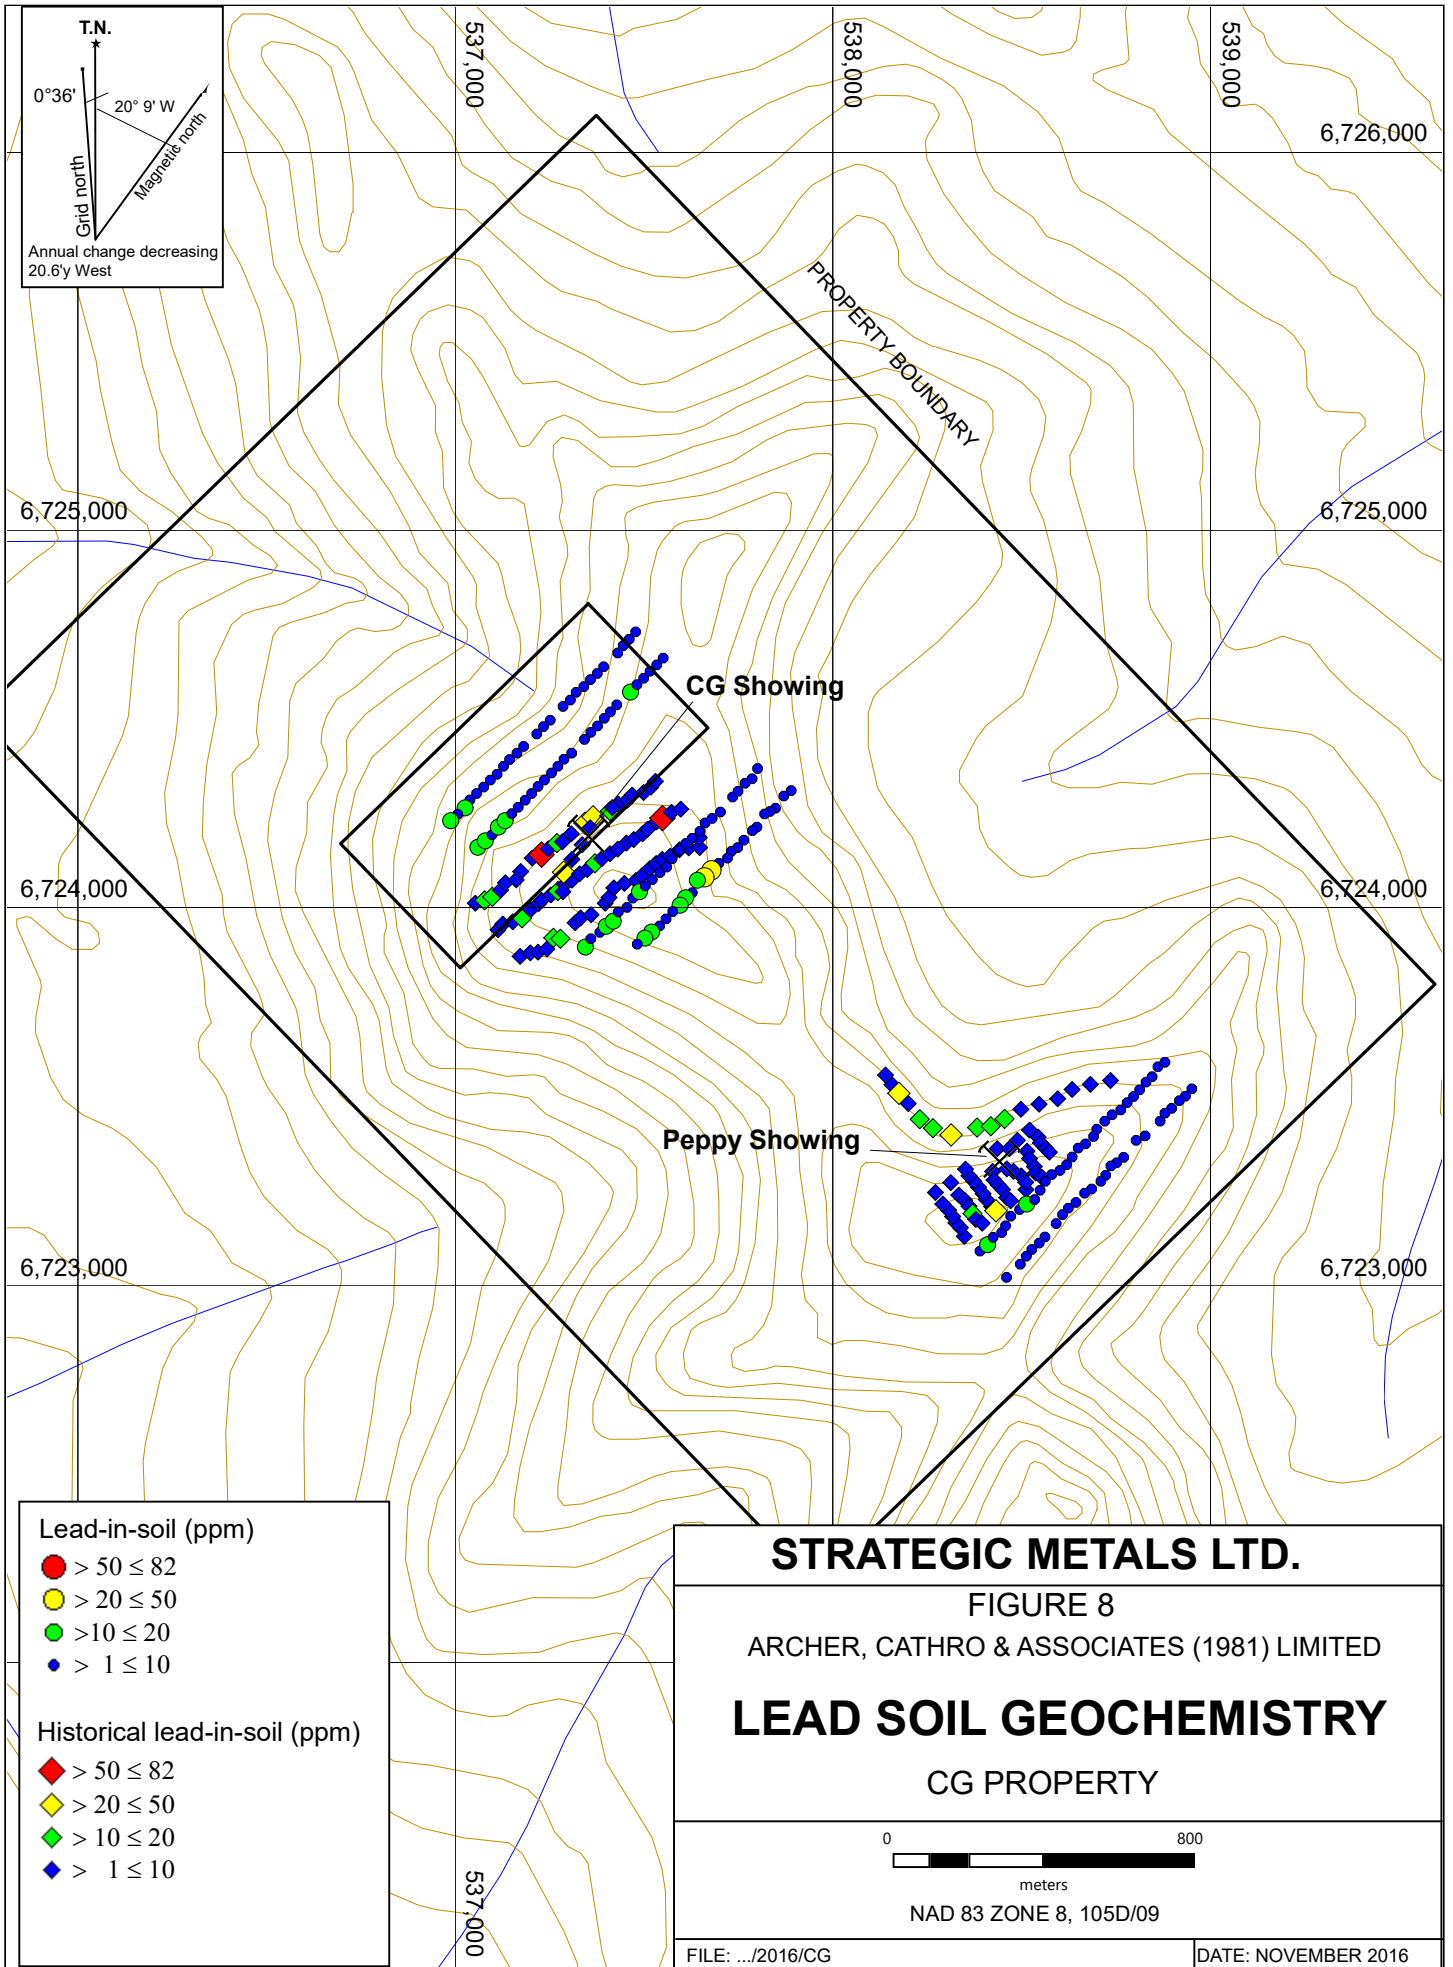 T.N.
0°36'
20° 9' W
Grid north
Magnetic north
Annual change decreasing
20.6'y West
537,000
538,000
539,000
6,726,000
PROPERTY BOUNDARY
6,725,000
6,725,000
CG Showing
6,724,000
6,724,000
Peppy Showing
6,723,000
6,723,000
Lead-in-soil (ppm)
> 50 ≤ 82
> 20 ≤ 50
>10 ≤ 20
> 1 ≤ 10
Historical lead-in-soil (ppm)
> 50 ≤ 82
> 20 ≤ 50
> 10 ≤ 20
> 1 ≤ 10
537,000
STRATEGIC METALS LTD.
FIGURE 8
ARCHER, CATHRO & ASSOCIATES (1981) LIMITED
LEAD SOIL GEOCHEMISTRY
CG PROPERTY
0 800
meters
NAD 83 ZONE 8, 105D/09
FILE: .../2016/CG
DATE: NOVEMBER 2016